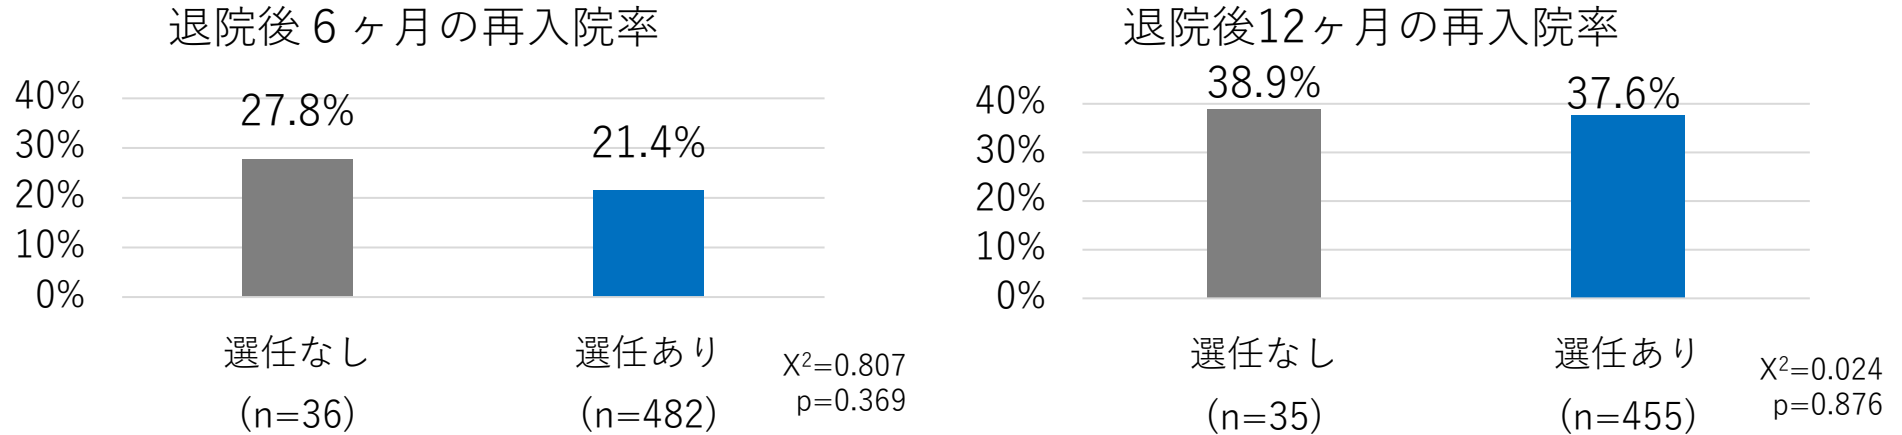 退院後６ヶ月の再入院率
40%
30%
20%
10%
0%
27.8%
21.4%
選任なし
(n=36)
選任あり
(n=482)
X²=0.807
p=0.369
退院後12ヶ月の再入院率
40%
30%
20%
10%
0%
38.9%
37.6%
選任なし
(n=35)
選任あり
(n=455)
X²=0.024
p=0.876